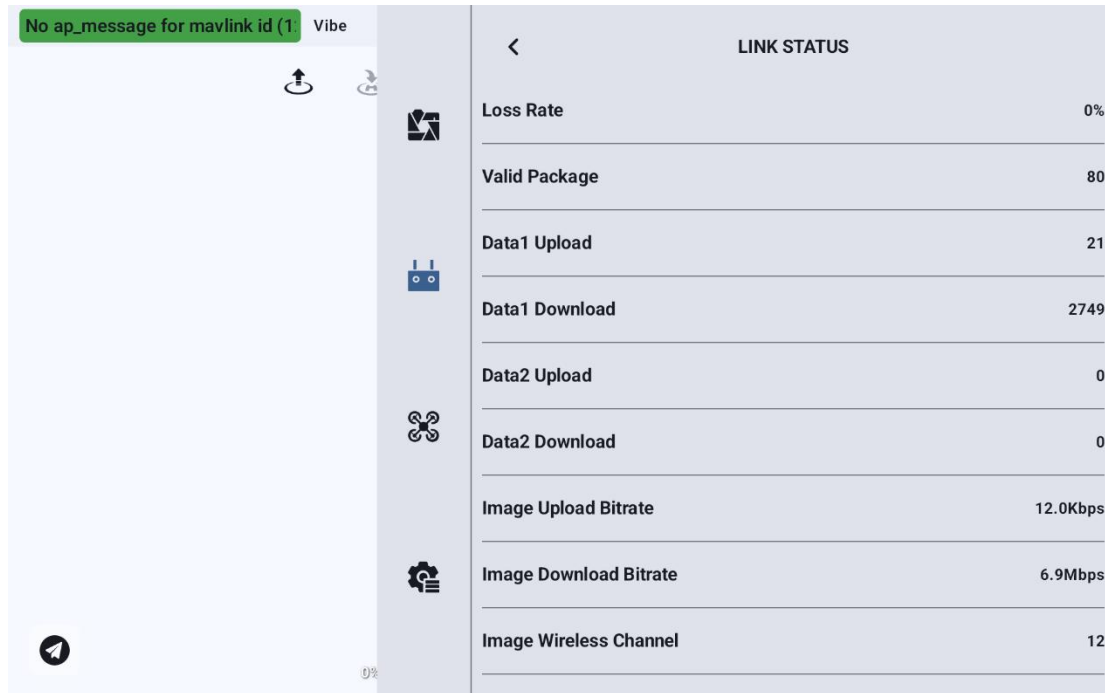 No ap_message for mavlink id (1
Vibe
LINK STATUS
Loss Rate 0%
Valid Package 80
Data1 Upload 21
Data1 Download 2749
Data2 Upload 0
Data2 Download 0
Image Upload Bitrate 12.0Kbps
Image Download Bitrate 6.9Mbps
Image Wireless Channel 12
0%